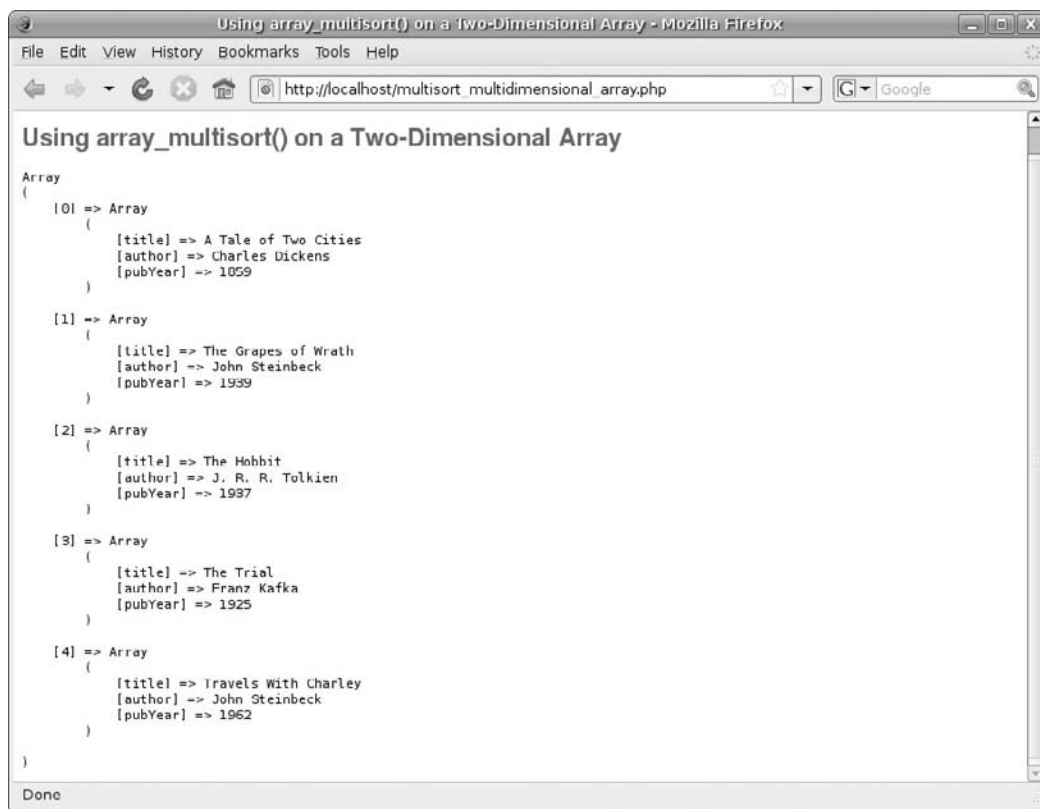 Using array_multisort() on a Two-Dimensional Array - Mozilla Firefox
File Edit View History Bookmarks Tools Help
http://localhost/multisort_multidimensional_array.php
G Google
Using array_multisort() on a Two-Dimensional Array
Array
(
[0] => Array
(
[title] => A Tale of Two Cities
[author] => Charles Dickens
[pubYear] => 1859
)
[1] => Array
(
[title] => The Grapes of Wrath
[author] => John Steinbeck
[pubYear] => 1939
)
[2] => Array
(
[title] => The Hobbit
[author] => J. R. R. Tolkien
[pubYear] => 1937
)
[3] => Array
(
[title] => The Trial
[author] => Franz Kafka
[pubYear] => 1925
)
[4] => Array
(
[title] => Travels With Charley
[author] => John Steinbeck
[pubYear] => 1962
)
)
Done